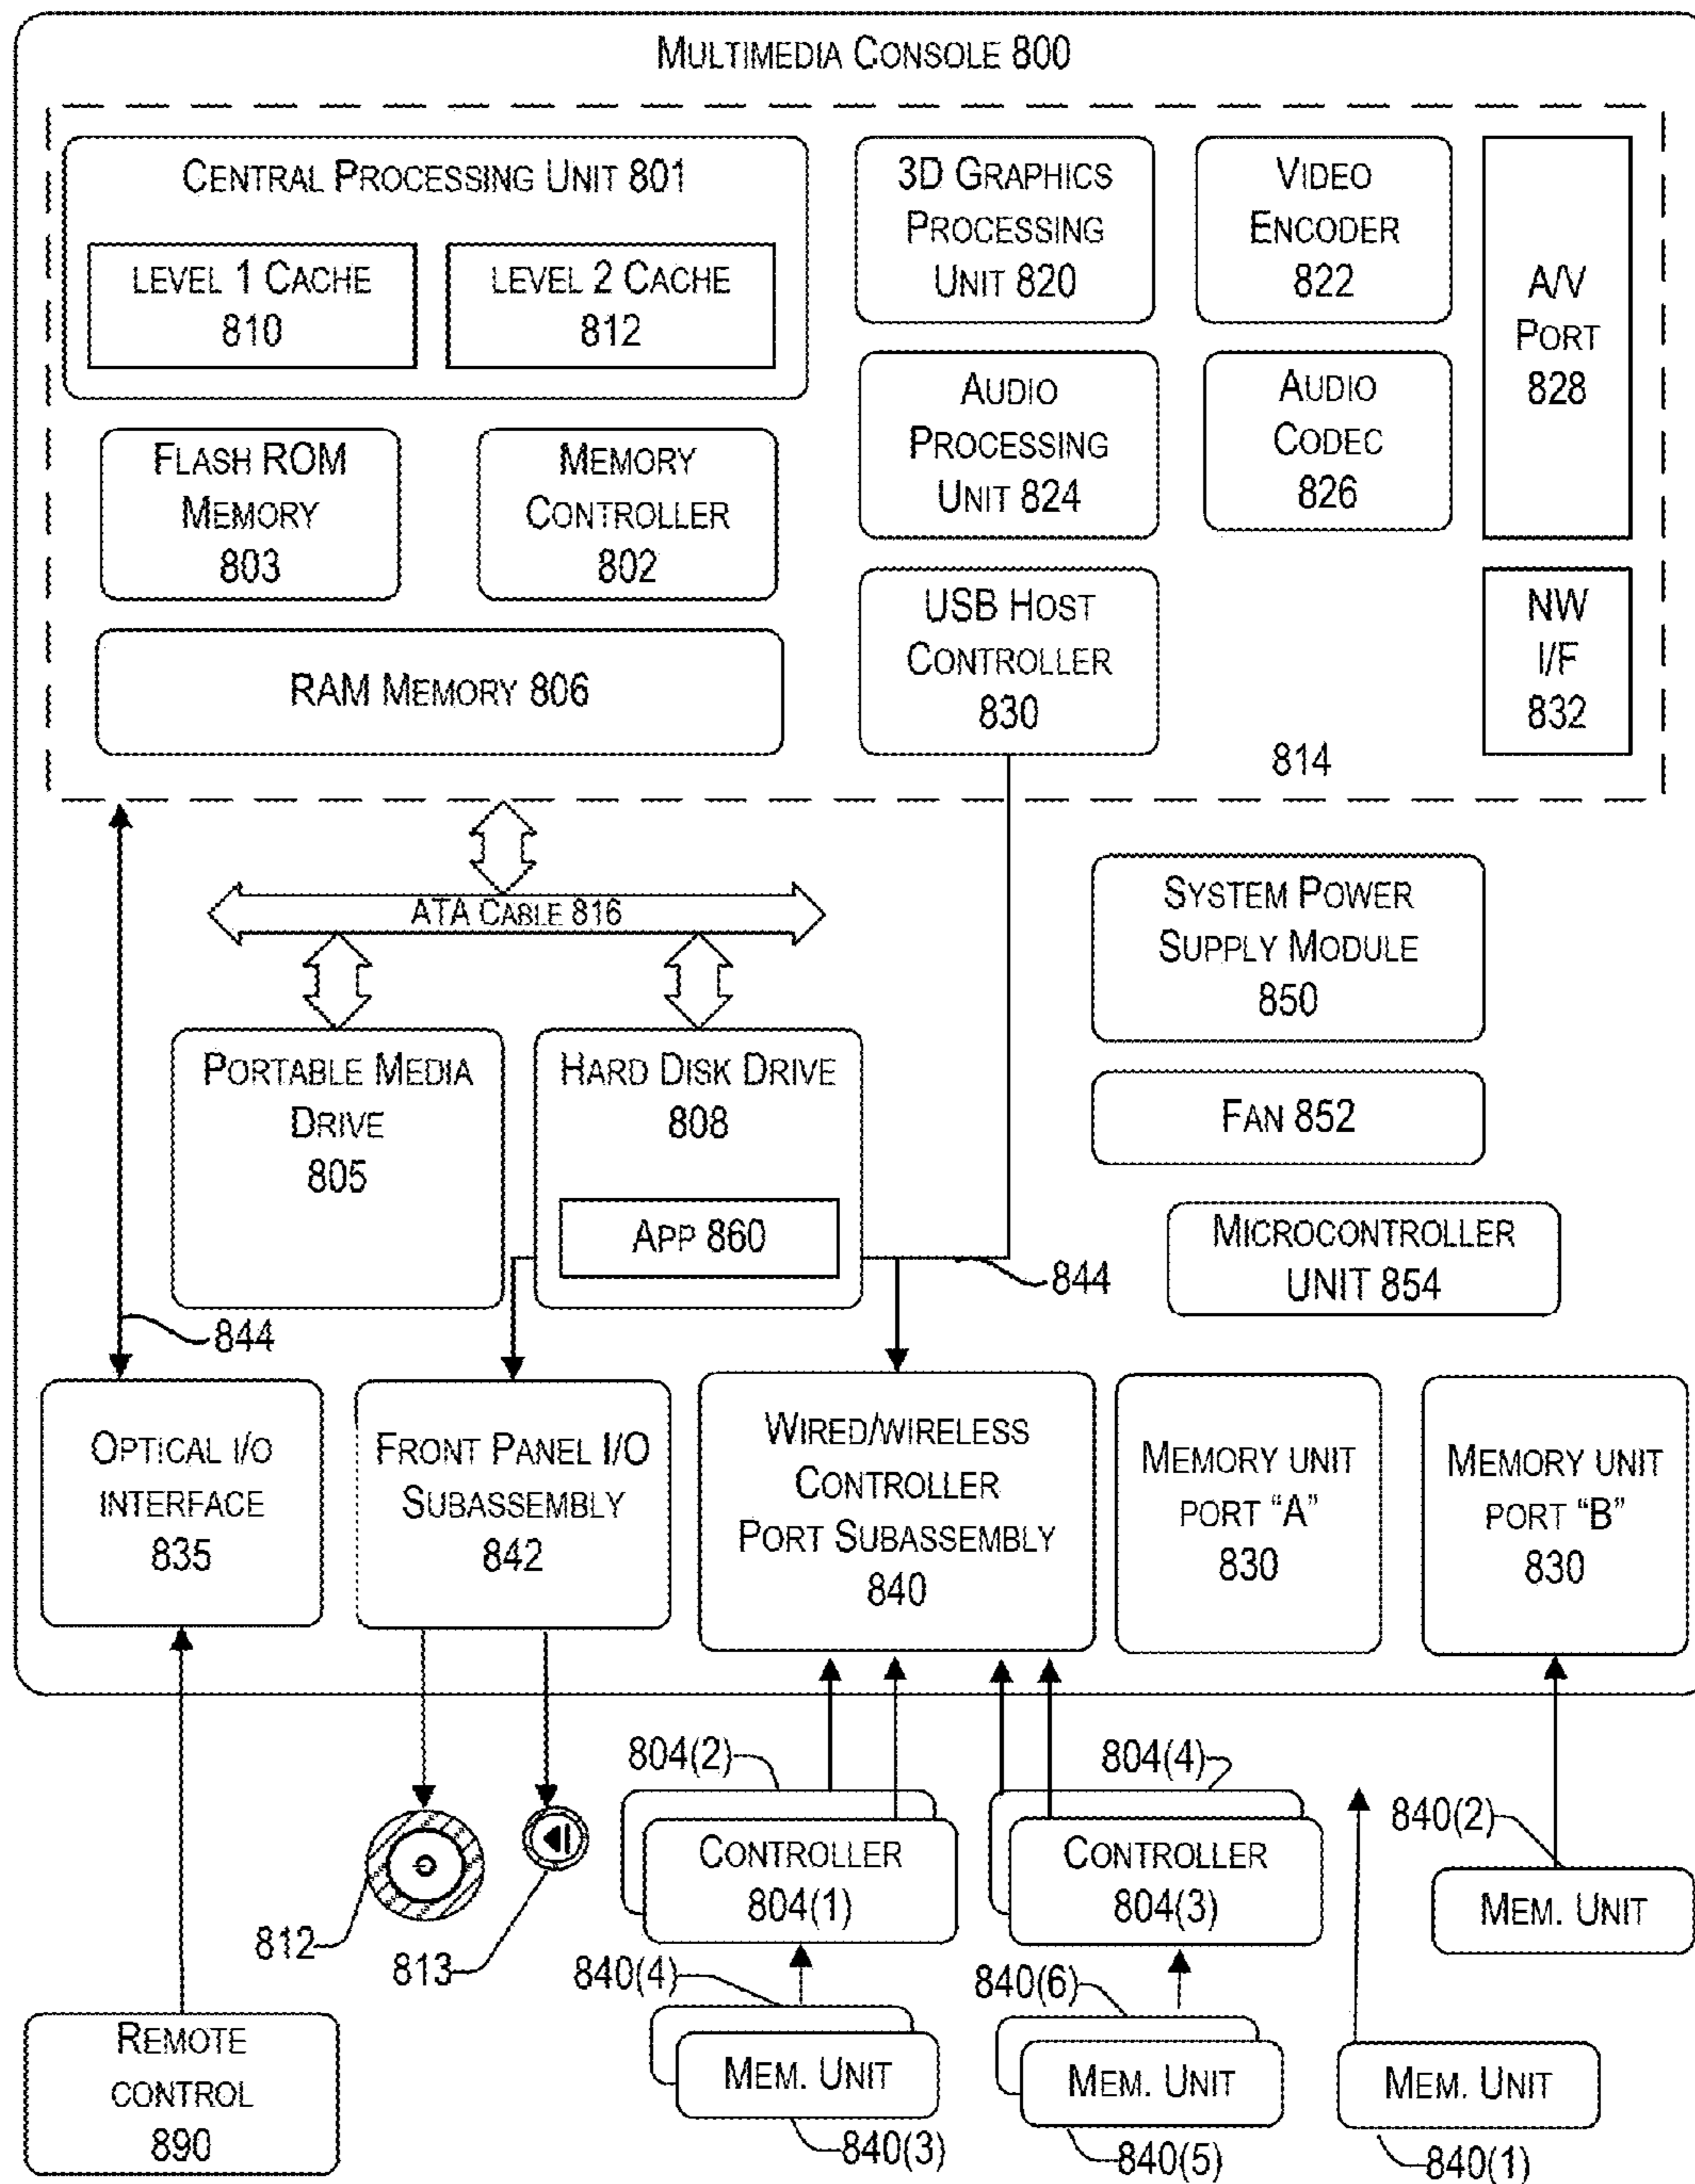 MULTIMEDIA CONSOLE 800
CENTRAL PROCESSING UNIT 801
LEVEL 1 CACHE
810
LEVEL 2 CACHE
812
3D GRAPHICS
PROCESSING
UNIT 820
VIDEO
ENCODER
822
A/V
PORT
828
AUDIO
PROCESSING
UNIT 824
AUDIO
CODEC
826
FLASH ROM
MEMORY
803
MEMORY
CONTROLLER
802
USB HOST
CONTROLLER
830
NW
I/F
832
RAM MEMORY 806
814
ATA CABLE 816
SYSTEM POWER
SUPPLY MODULE
850
PORTABLE MEDIA
DRIVE
805
HARD DISK DRIVE
808
APP 860
FAN 852
MICROCONTROLLER
UNIT 854
844
844
OPTICAL I/O
INTERFACE
835
FRONT PANEL I/O
SUBASSEMBLY
842
WIRED/WIRELESS
CONTROLLER
PORT SUBASSEMBLY
840
MEMORY UNIT
PORT “A”
830
MEMORY UNIT
PORT “B”
830
804(2)
804(4)
CONTROLLER
804(1)
CONTROLLER
804(3)
840(2)
MEM. UNIT
812
813
840(4)
840(6)
REMOTE
CONTROL
890
MEM. UNIT
MEM. UNIT
MEM. UNIT
840(3)
840(5)
840(1)